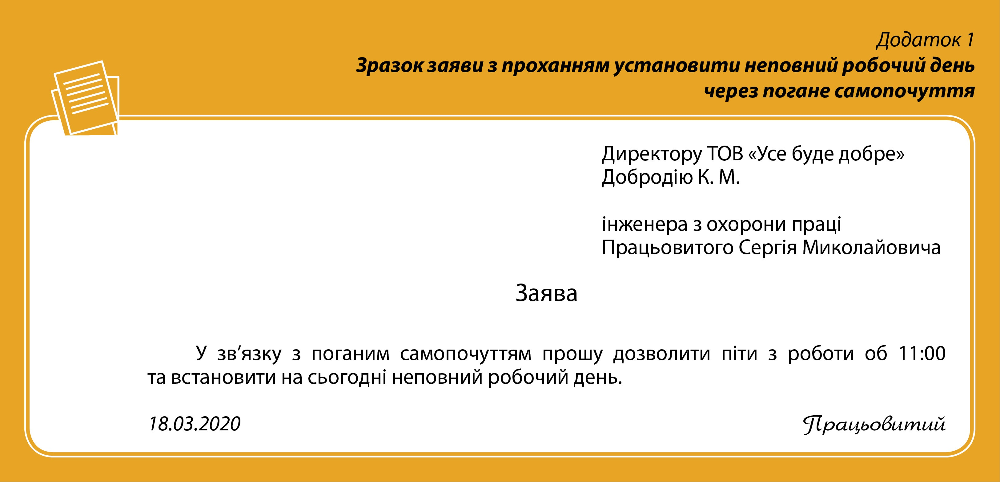 Додаток 1
Зразок заяви з проханням установити неповний робочий день
через погане самопочуття
Директору ТОВ «Усе буде добре»
Добродію К. М.
інженера з охорони праці
Працьовитого Сергія Миколайовича
Заява
У зв’язку з поганим самопочуттям прошу дозволити піти з роботи об 11:00
та встановити на сьогодні неповний робочий день.
18.03.2020 Працьовитий